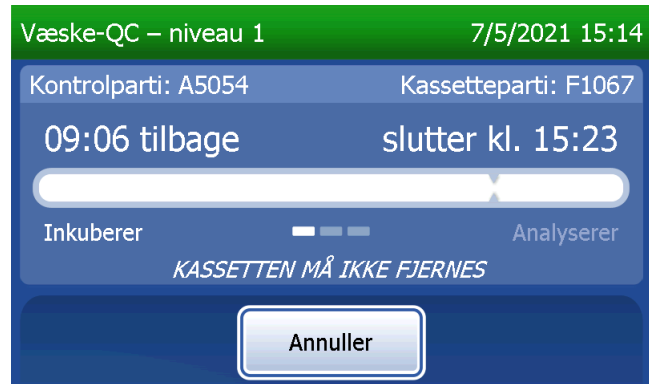 Væske-QC – niveau 1 7/5/2021 15:14
Kontrolparti: A5054 Kassetteparti: F1067
09:06 tilbage slutter kl. 15:23
Inkuberer Analyserer
KASSETTEN MÅ IKKE FJERNES
Annuller